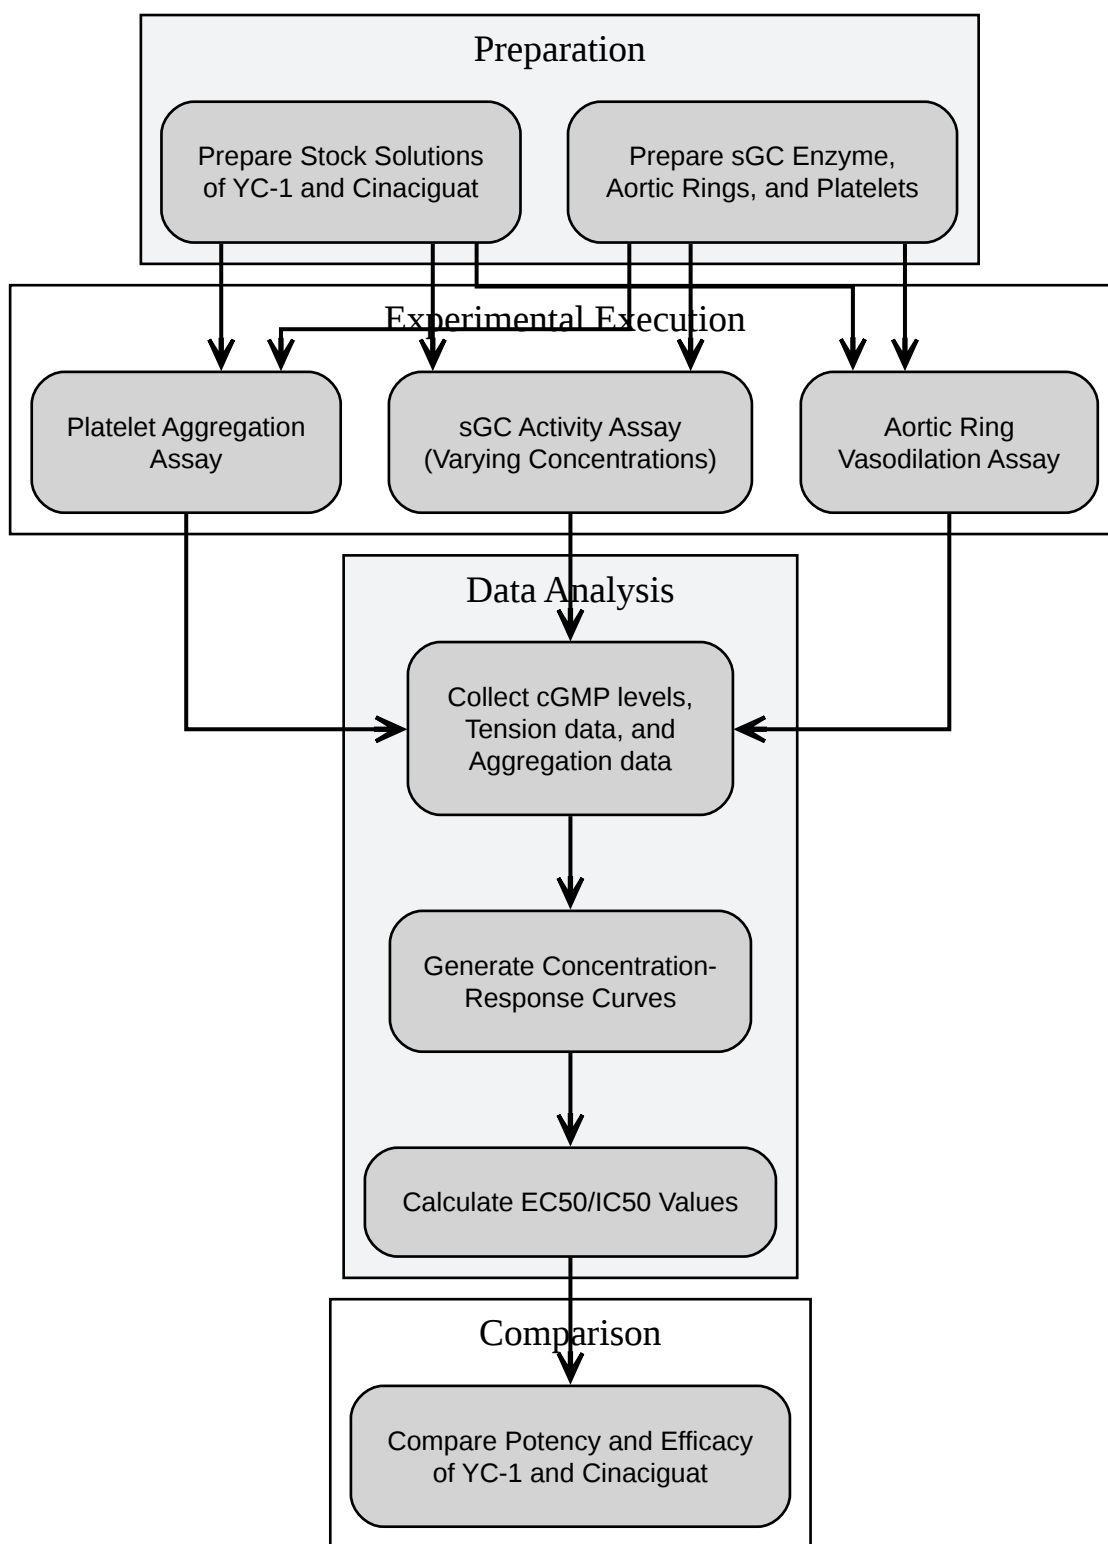 Preparation
Prepare Stock Solutions
of YC-1 and Cinaciguat
Prepare sGC Enzyme,
Aortic Rings, and Platelets
Experimental Execution
Platelet Aggregation
Assay
sGC Activity Assay
(Varying Concentrations)
Aortic Ring
Vasodilation Assay
Data Analysis
Collect cGMP levels,
Tension data, and
Aggregation data
Generate Concentration-
Response Curves
Calculate EC50/IC50 Values
Comparison
Compare Potency and Efficacy
of YC-1 and Cinaciguat